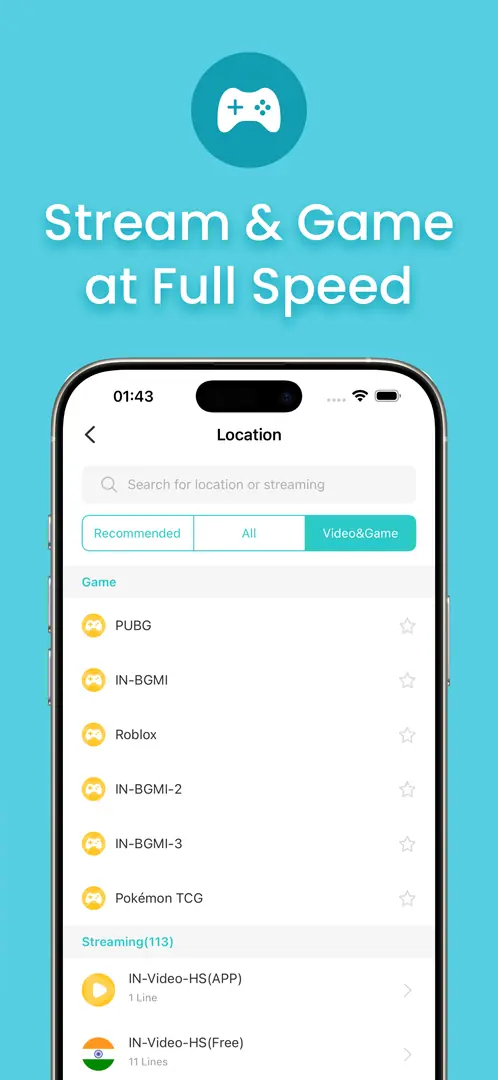 Stream & Game
at Full Speed
01:43
Location
Search for location or streaming
Recommended
All
Video&Game
Game
PUBG
IN-BGMI
Roblox
IN-BGMI-2
IN-BGMI-3
Pokémon TCG
Streaming(113)
IN-Video-HS(APP)
1 Line
IN-Video-HS(Free)
11 Lines